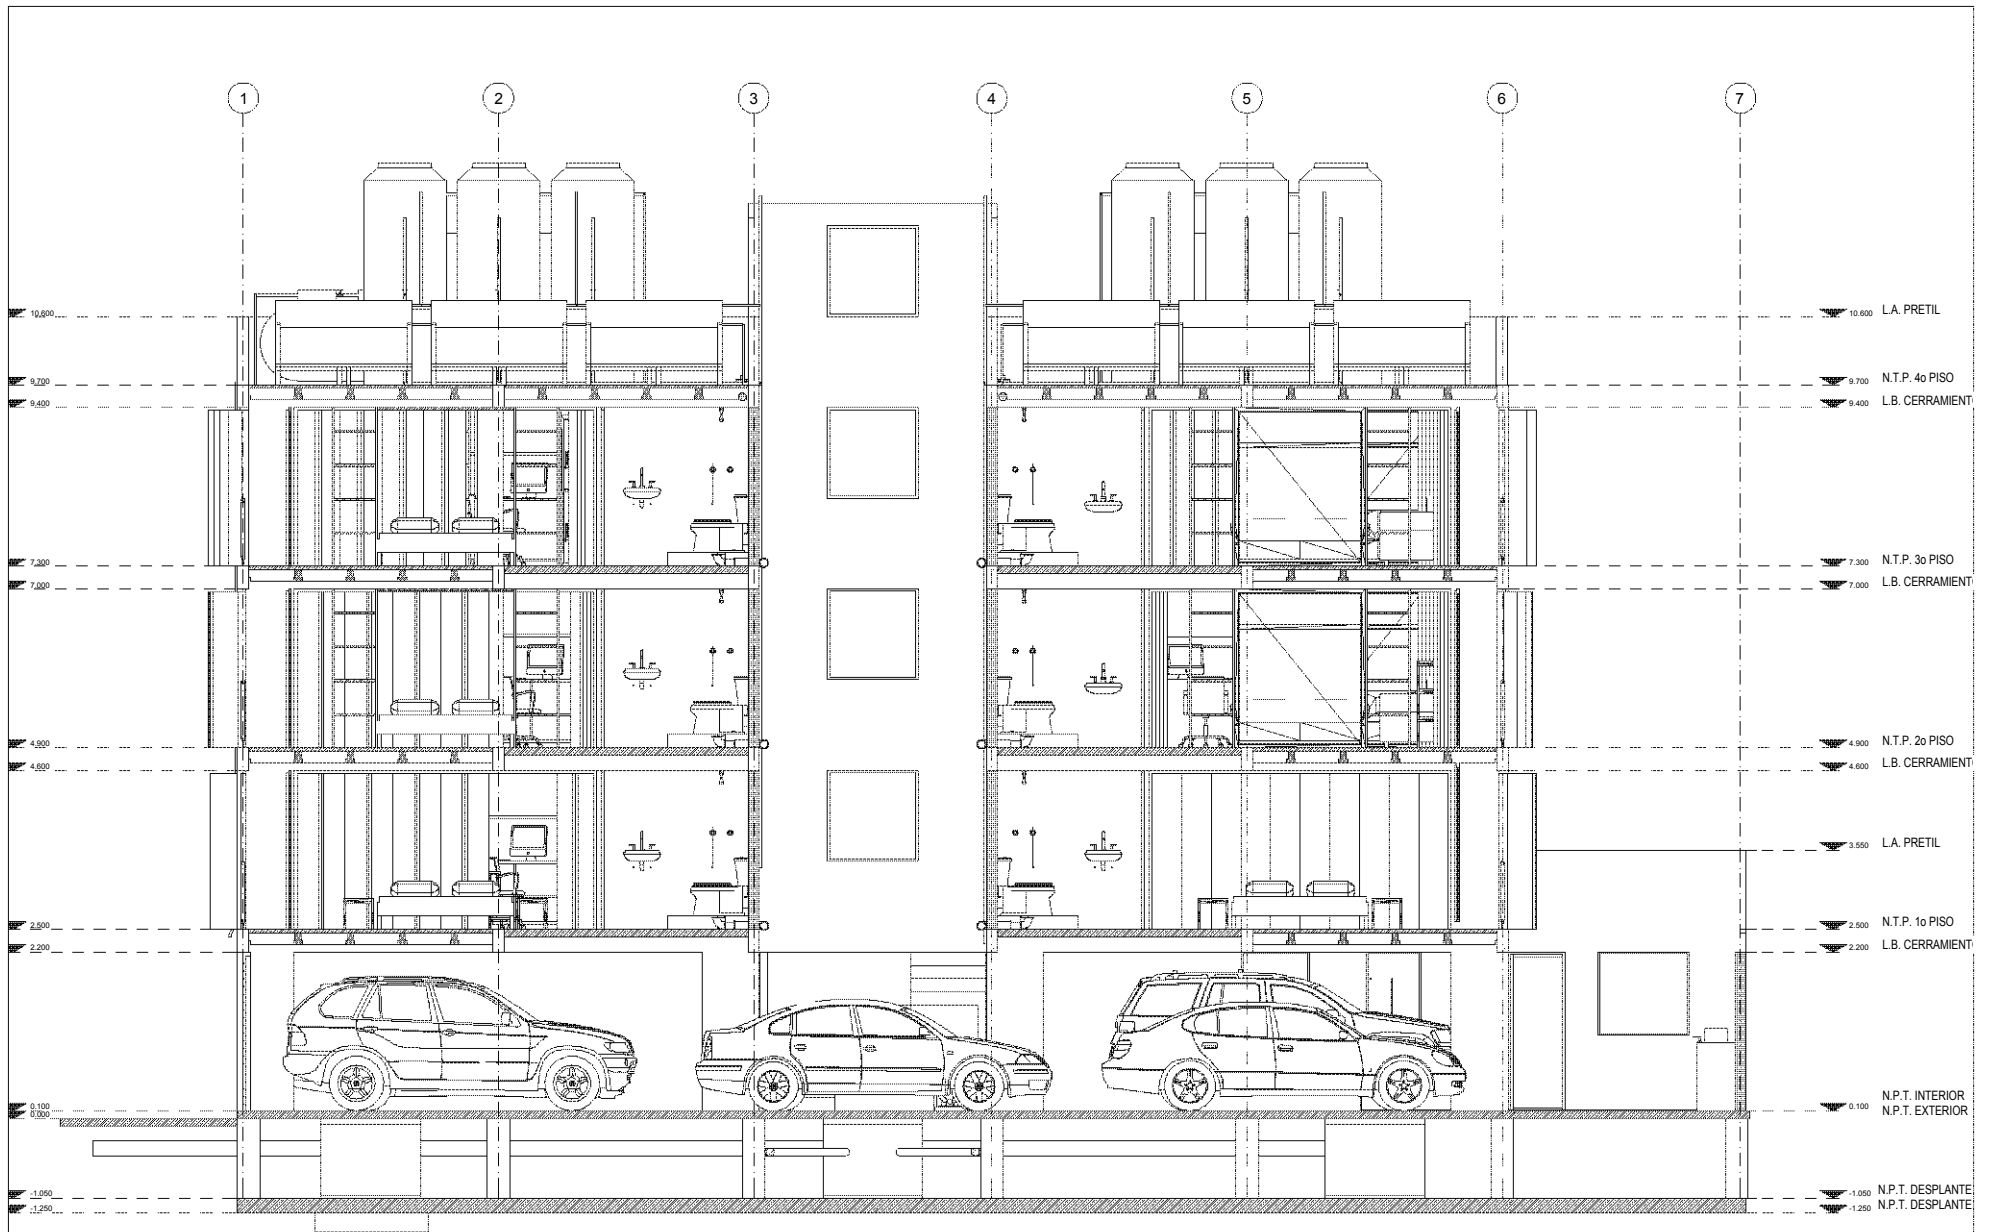 1 2 3 4 5 6 7
10.600
10.600 L.A. PRETIL
9.700
9.700 N.T.P. 4o PISO
9.400
9.400 L.B. CERRAMIENT
7.300
7.300 N.T.P. 3o PISO
7.000
7.000 L.B. CERRAMIENT
4.900
4.900 N.T.P. 2o PISO
4.600
4.600 L.B. CERRAMIENT
3.550 L.A. PRETIL
2.500
2.500 N.T.P. 1o PISO
2.200
2.200 L.B. CERRAMIENT
0.100
0.000
N.P.T. INTERIOR
0.100
N.P.T. EXTERIOR
-1.050
-1.050 N.P.T. DESPLANTE
-1.250
-1.250 N.P.T. DESPLANTE